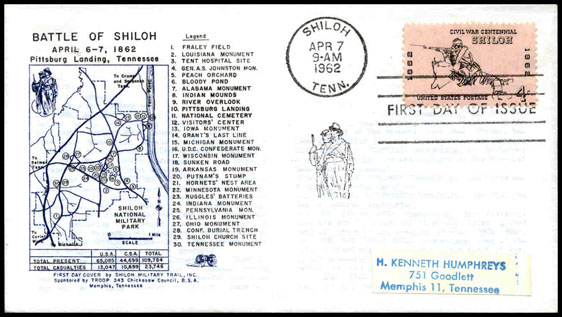 BATTLE OF SHILOH
APRIL 6-7, 1862
Pittsburg Landing, Tennessee
Legend
1. FRALEY FIELD
2. LOUISIANA MONUMENT
3. TENT HOSPITAL SITE
4. GEN. A.S. JOHNSTON MON.
5. PEACH ORCHARD
6. BLOODY POND
7. ALABAMA MONUMENT
8. INDIAN MOUNDS
9. RIVER OVERLOOK
10. PITTSBURG LANDING
11. NATIONAL CEMETERY
12. VISITORS' CENTER
13. IOWA MONUMENT
14. GRANT'S LAST LINE
15. MICHIGAN MONUMENT
16. U.D.C. CONFEDERATE MON.
17. WISCONSIN MONUMENT
18. SUNKEN ROAD
19. ARKANSAS MONUMENT
20. PUTNAM'S STUMP
21. HORNETS' NEST AREA
22. MINNESOTA MONUMENT
23. RUGGLES' BATTERIES
24. INDIANA MONUMENT
25. PENNSYLVANIA MON.
26. ILLINOIS MONUMENT
27. OHIO MONUMENT
28. CONF. BURIAL TRENCH
29. SHILOH CHURCH SITE
30. TENNESSEE MONUMENT
SHILOH
NATIONAL
MILITARY
PARK
1 Mile
SCALE
U.S.A. C.S.A. TOTAL
TOTAL PRESENT 65,085 44,699 109,784
TOTAL CASUALTIES 13,047 10,699 23,746
FIRST DAY COVER by SHILOH MILITARY TRAIL, INC.
Sponsored by TROOP 343 Chickasaw Council, B.S.A.
Memphis, Tennessee
SHILOH
APR 7
9-AM
1962
TENN.
CIVIL WAR CENTENNIAL
SHILOH
1862
1962
UNITED STATES POSTAGE
4¢
FIRST DAY OF ISSUE
H. KENNETH HUMPHREYS
751 Goodlett
Memphis 11, Tennessee